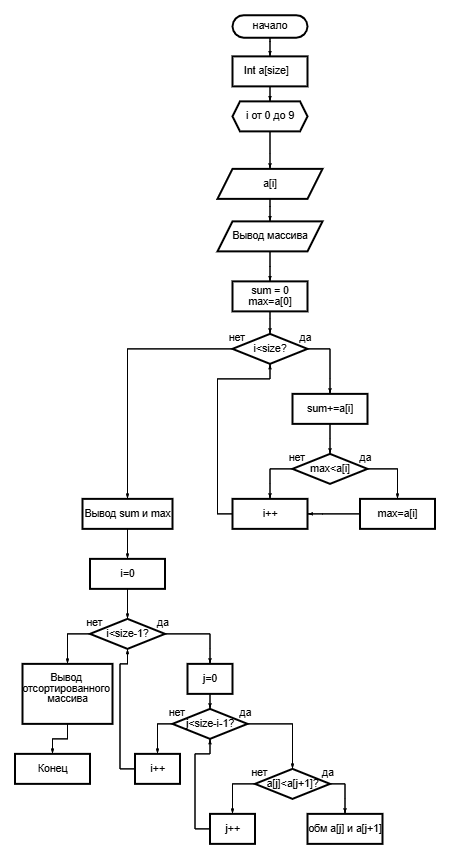 начало
Int a[size]
i от 0 до 9
a[i]
Вывод массива
sum = 0
max=a[0]
нет
i<size?
да
sum+=a[i]
нет
max<a[i]
да
i++
max=a[i]
Вывод sum и max
i=0
нет
i<size-1?
да
Вывод
отсортированного
массива
Конец
j=0
нет
j<size-i-1?
да
i++
нет
a[j]<a[j+1]?
да
j++
обм a[j] и a[j+1]